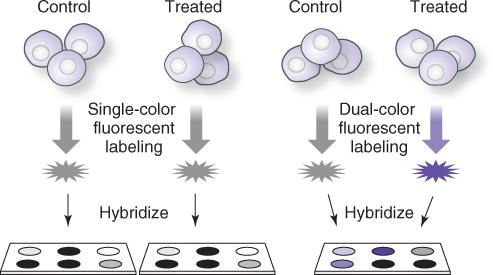 Control
Treated
Control
Treated
Single-color
fluorescent
labeling
Dual-color
fluorescent
labeling
Hybridize
Hybridize